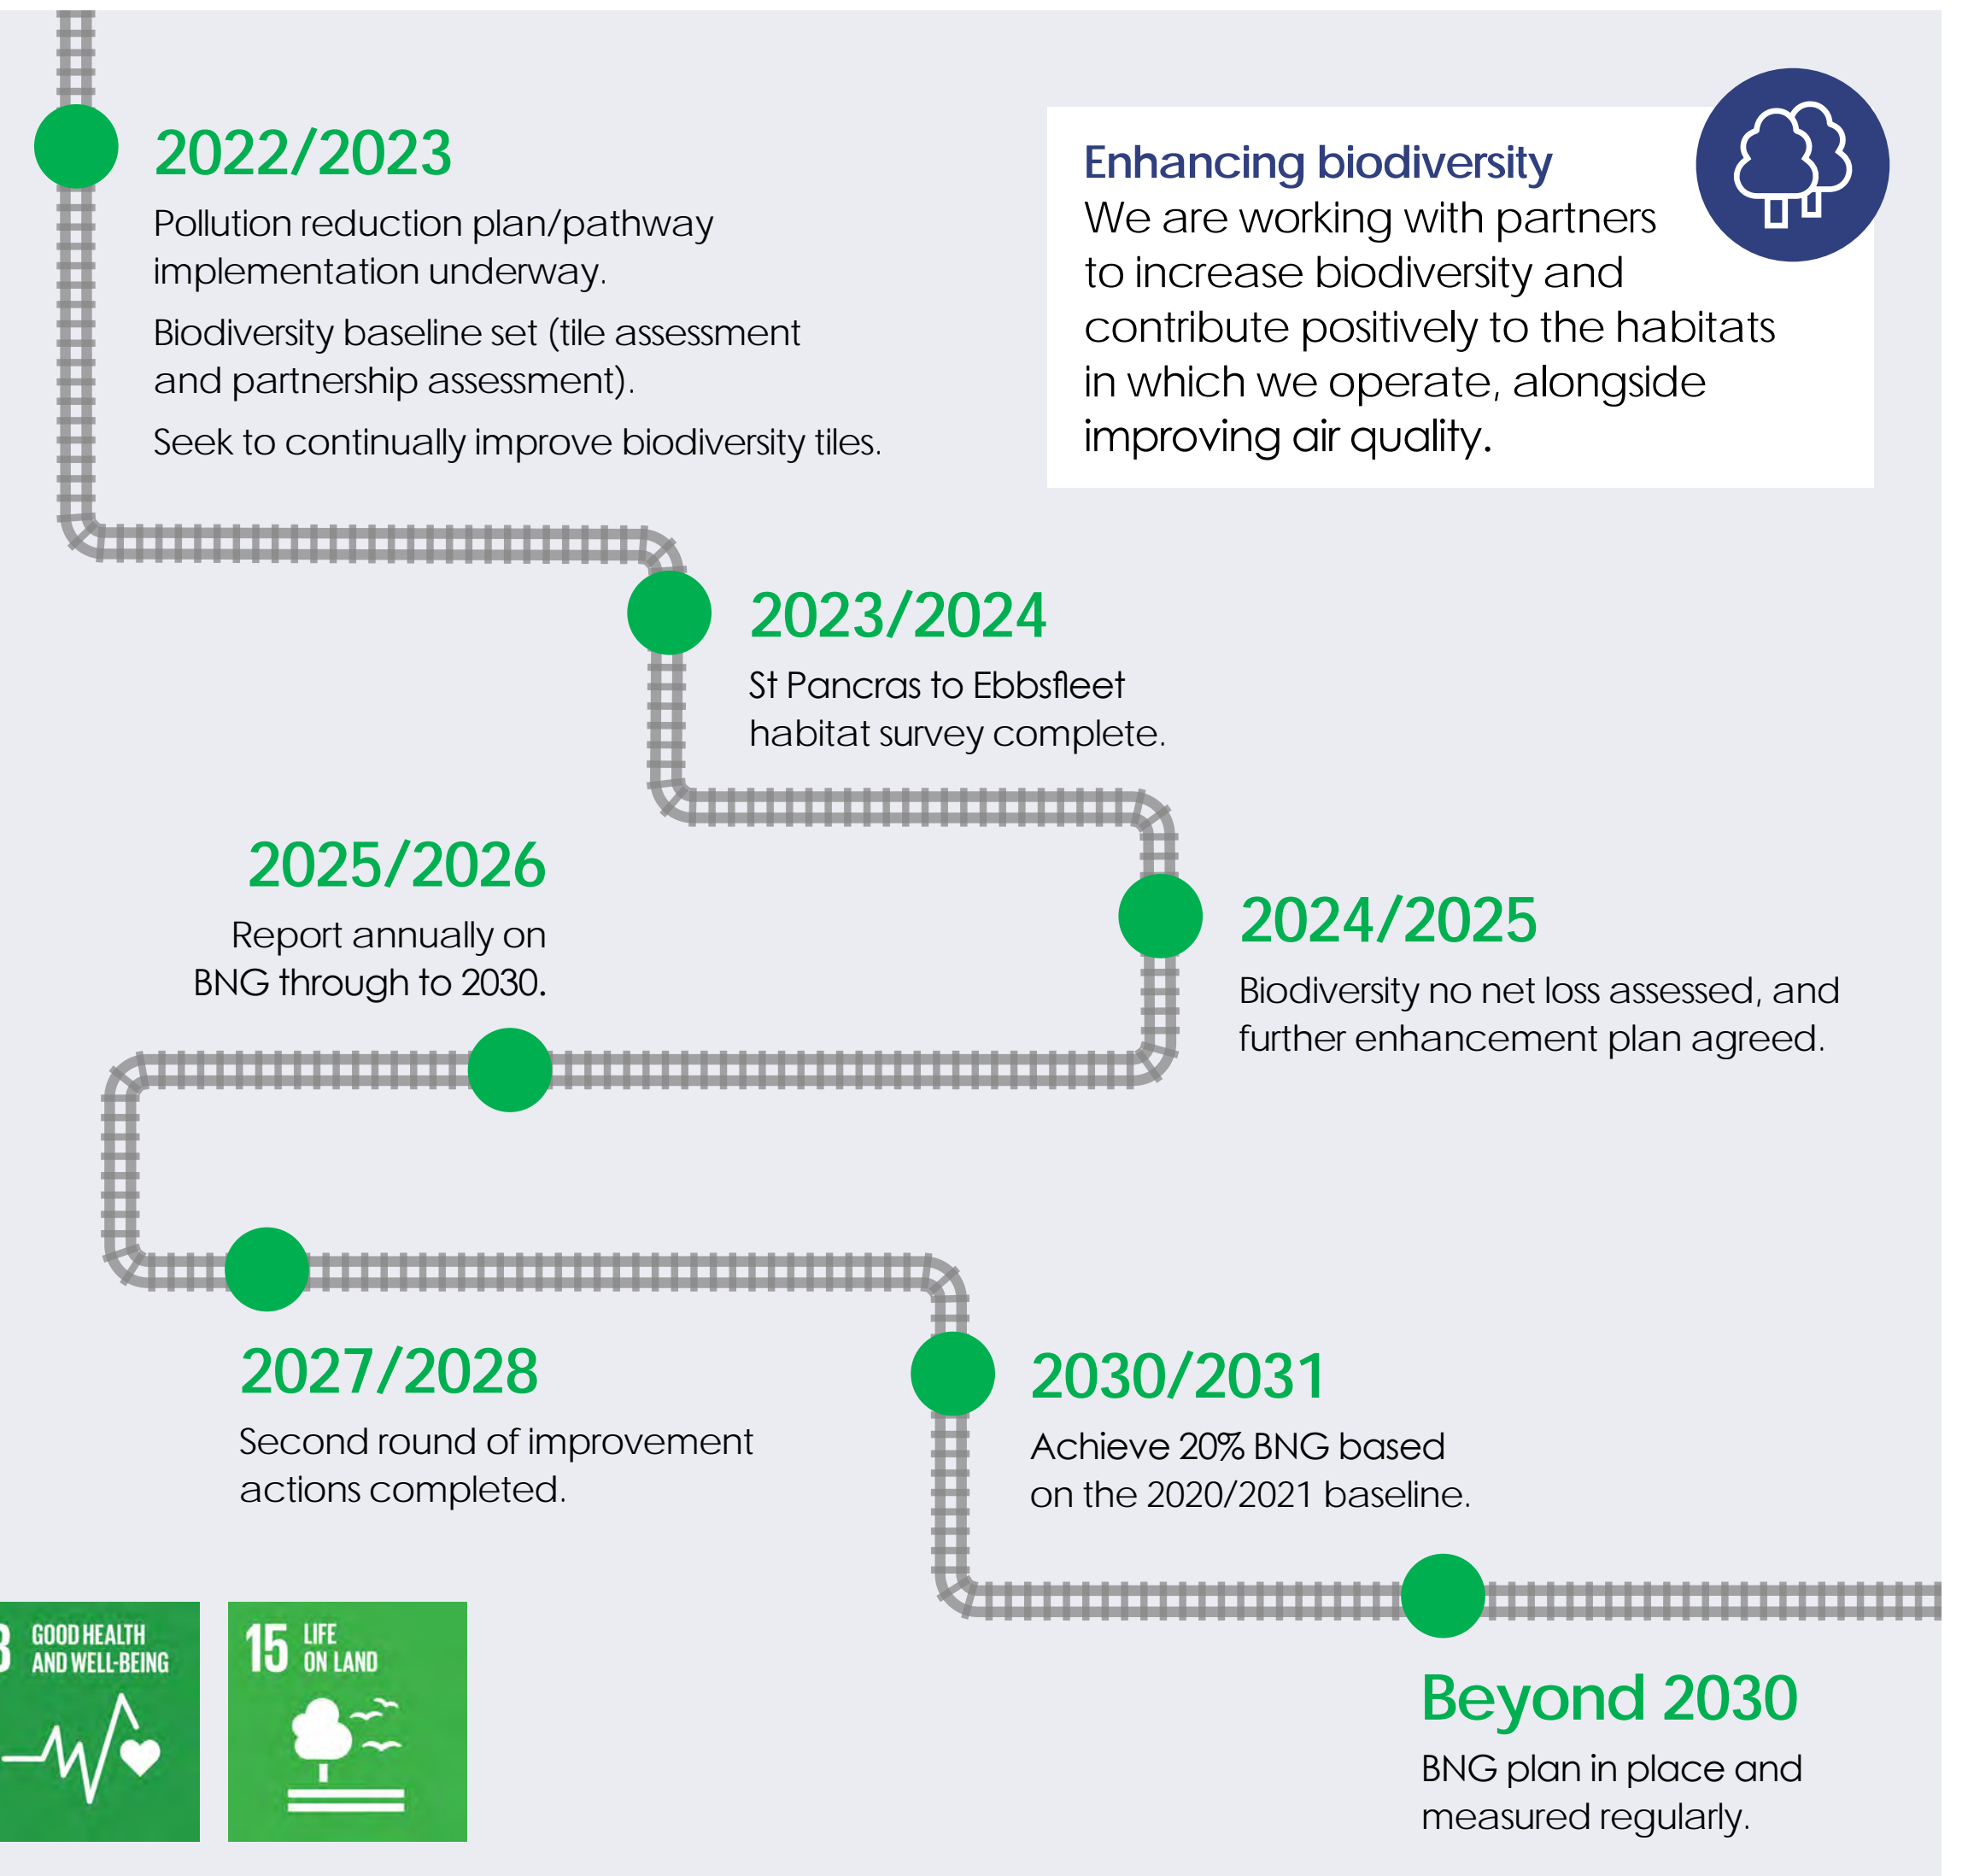 2022/2023
Pollution reduction plan/pathway
implementation underway.
Biodiversity baseline set (tile assessment
and partnership assessment).
Seek to continually improve biodiversity tiles.
Enhancing biodiversity
We are working with partners
to increase biodiversity and
contribute positively to the habitats
in which we operate, alongside
improving air quality.
2023/2024
St Pancras to Ebbsfleet
habitat survey complete.
2024/2025
Biodiversity no net loss assessed, and
further enhancement plan agreed.
2025/2026
Report annually on
BNG through to 2030.
2027/2028
Second round of improvement
actions completed.
2030/2031
Achieve 20% BNG based
on the 2020/2021 baseline.
Beyond 2030
BNG plan in place and
measured regularly.
3 GOOD HEALTH
AND WELL-BEING
15 LIFE
ON LAND